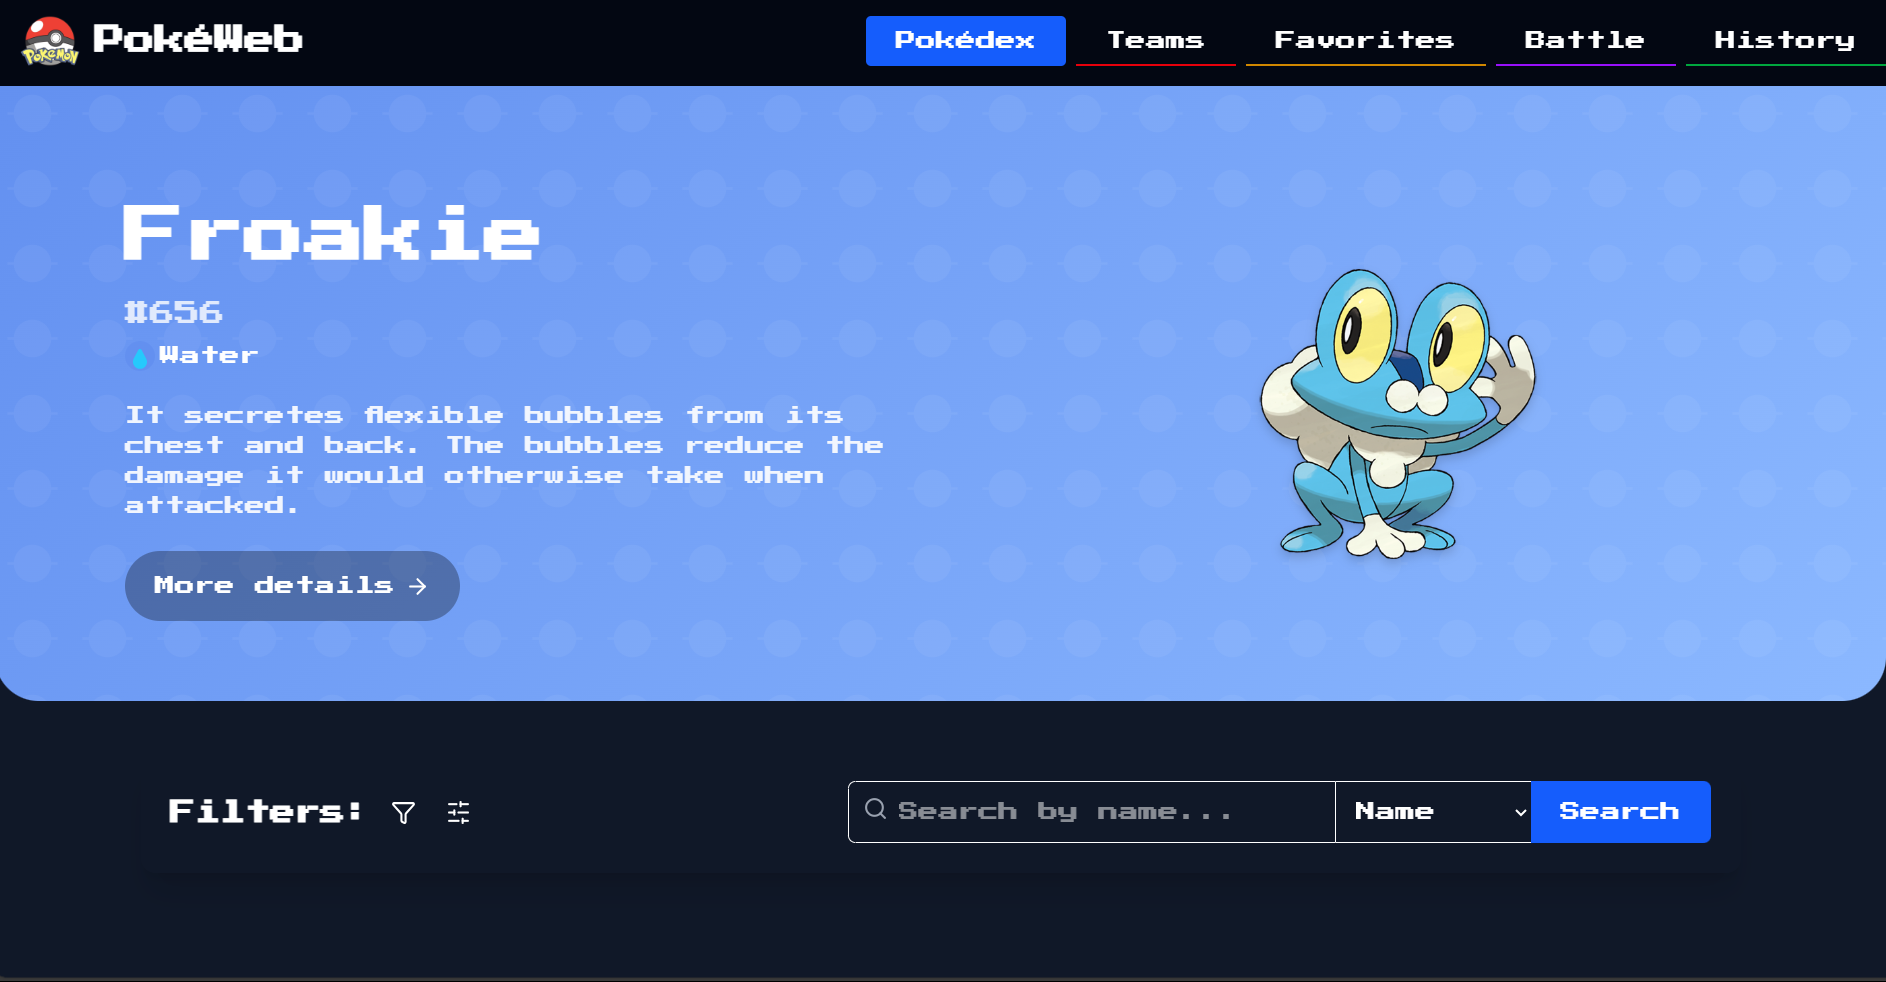 Pokémon
PokéWeb
Pokédex
Teams
Favorites
Battle
History
Froakie
#656
Water
It secretes flexible bubbles from its
chest and back. The bubbles reduce the
damage it would otherwise take when
attacked.
More details
Filters:
Search by name...
Name
Search